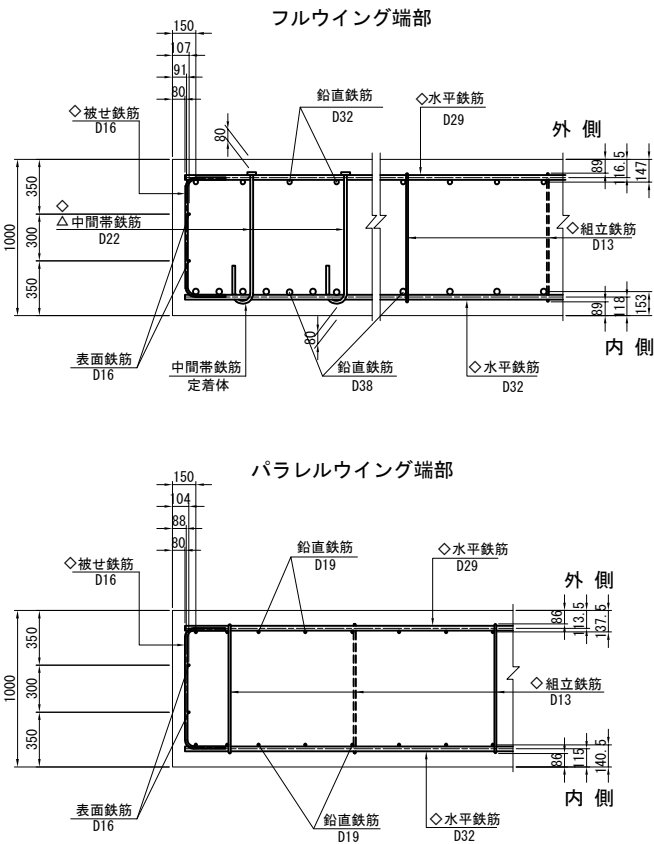 フルウイング端部
150
107
91
80
◇被せ鉄筋
D16
80
鉛直鉄筋
D32
◇水平鉄筋
D29
外 側
89
116.5
147
350
300
350
1000
◇
△中間帯鉄筋
D22
◇組立鉄筋
D13
80
89
118
153
内 側
表面鉄筋
D16
中間帯鉄筋
定着体
鉛直鉄筋
D38
◇水平鉄筋
D32
パラレルウイング端部
150
104
88
80
◇被せ鉄筋
D16
鉛直鉄筋
D19
◇水平鉄筋
D29
外 側
86
113.5
137.5
350
300
350
1000
◇組立鉄筋
D13
86
115
140.5
内 側
表面鉄筋
D16
鉛直鉄筋
D19
◇水平鉄筋
D32